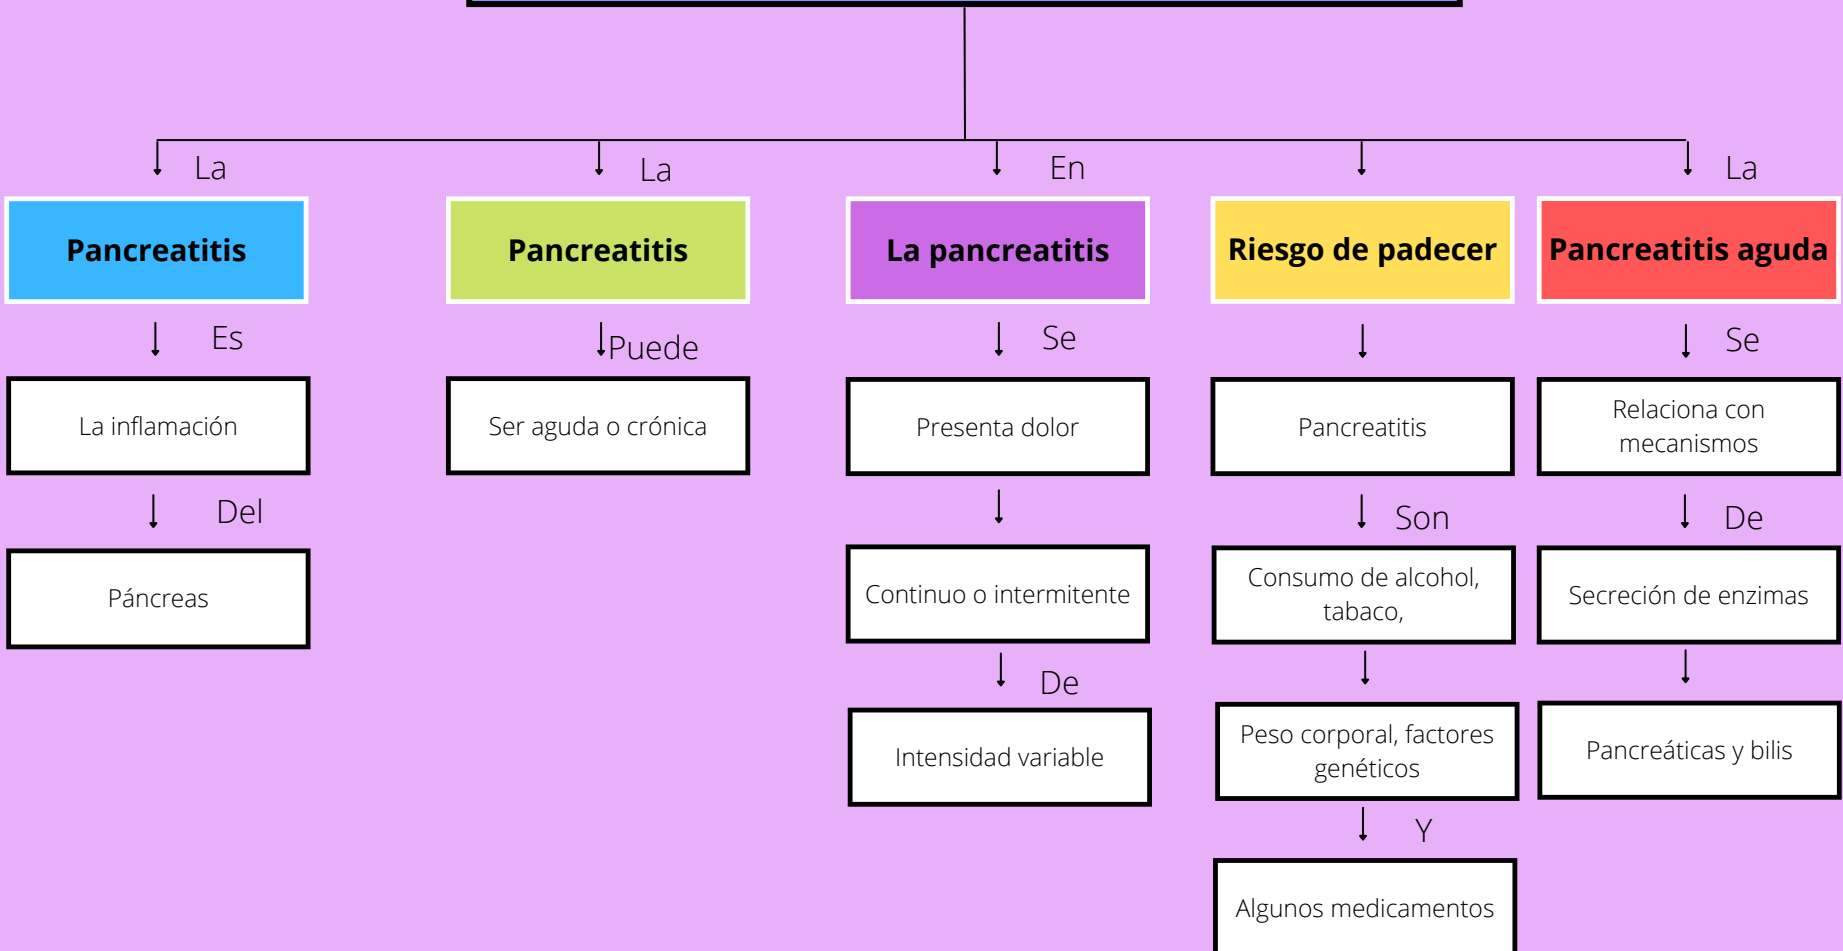 La
La
En
La
Pancreatitis
Pancreatitis
La pancreatitis
Riesgo de padecer
Pancreatitis aguda
Es
Puede
Se
Se
La inflamación
Ser aguda o crónica
Presenta dolor
Pancreatitis
Relaciona con
mecanismos
Del
Son
De
Páncreas
Continuo o intermitente
Consumo de alcohol,
tabaco,
Secreción de enzimas
De
Intensidad variable
Peso corporal, factores
genéticos
Pancreáticas y bilis
Y
Algunos medicamentos